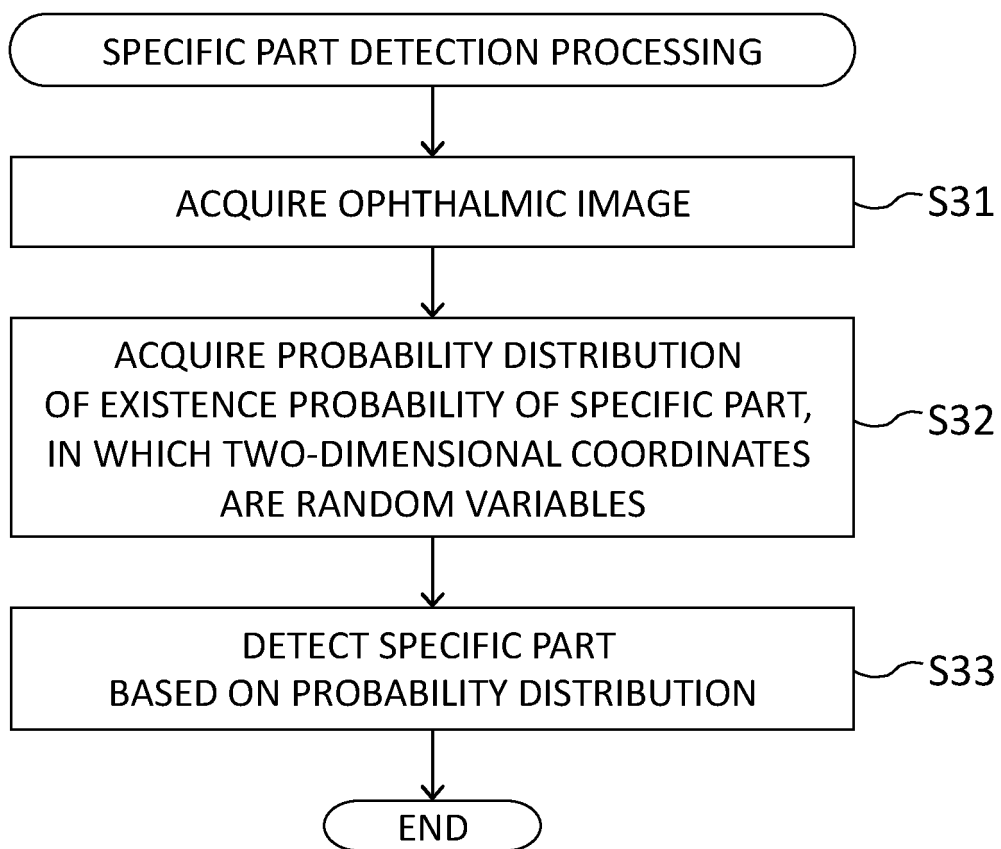 SPECIFIC PART DETECTION PROCESSING
ACQUIRE OPHTHALMIC IMAGE
S31
ACQUIRE PROBABILITY DISTRIBUTION
OF EXISTENCE PROBABILITY OF SPECIFIC PART,
IN WHICH TWO-DIMENSIONAL COORDINATES
ARE RANDOM VARIABLES
S32
DETECT SPECIFIC PART
BASED ON PROBABILITY DISTRIBUTION
S33
END